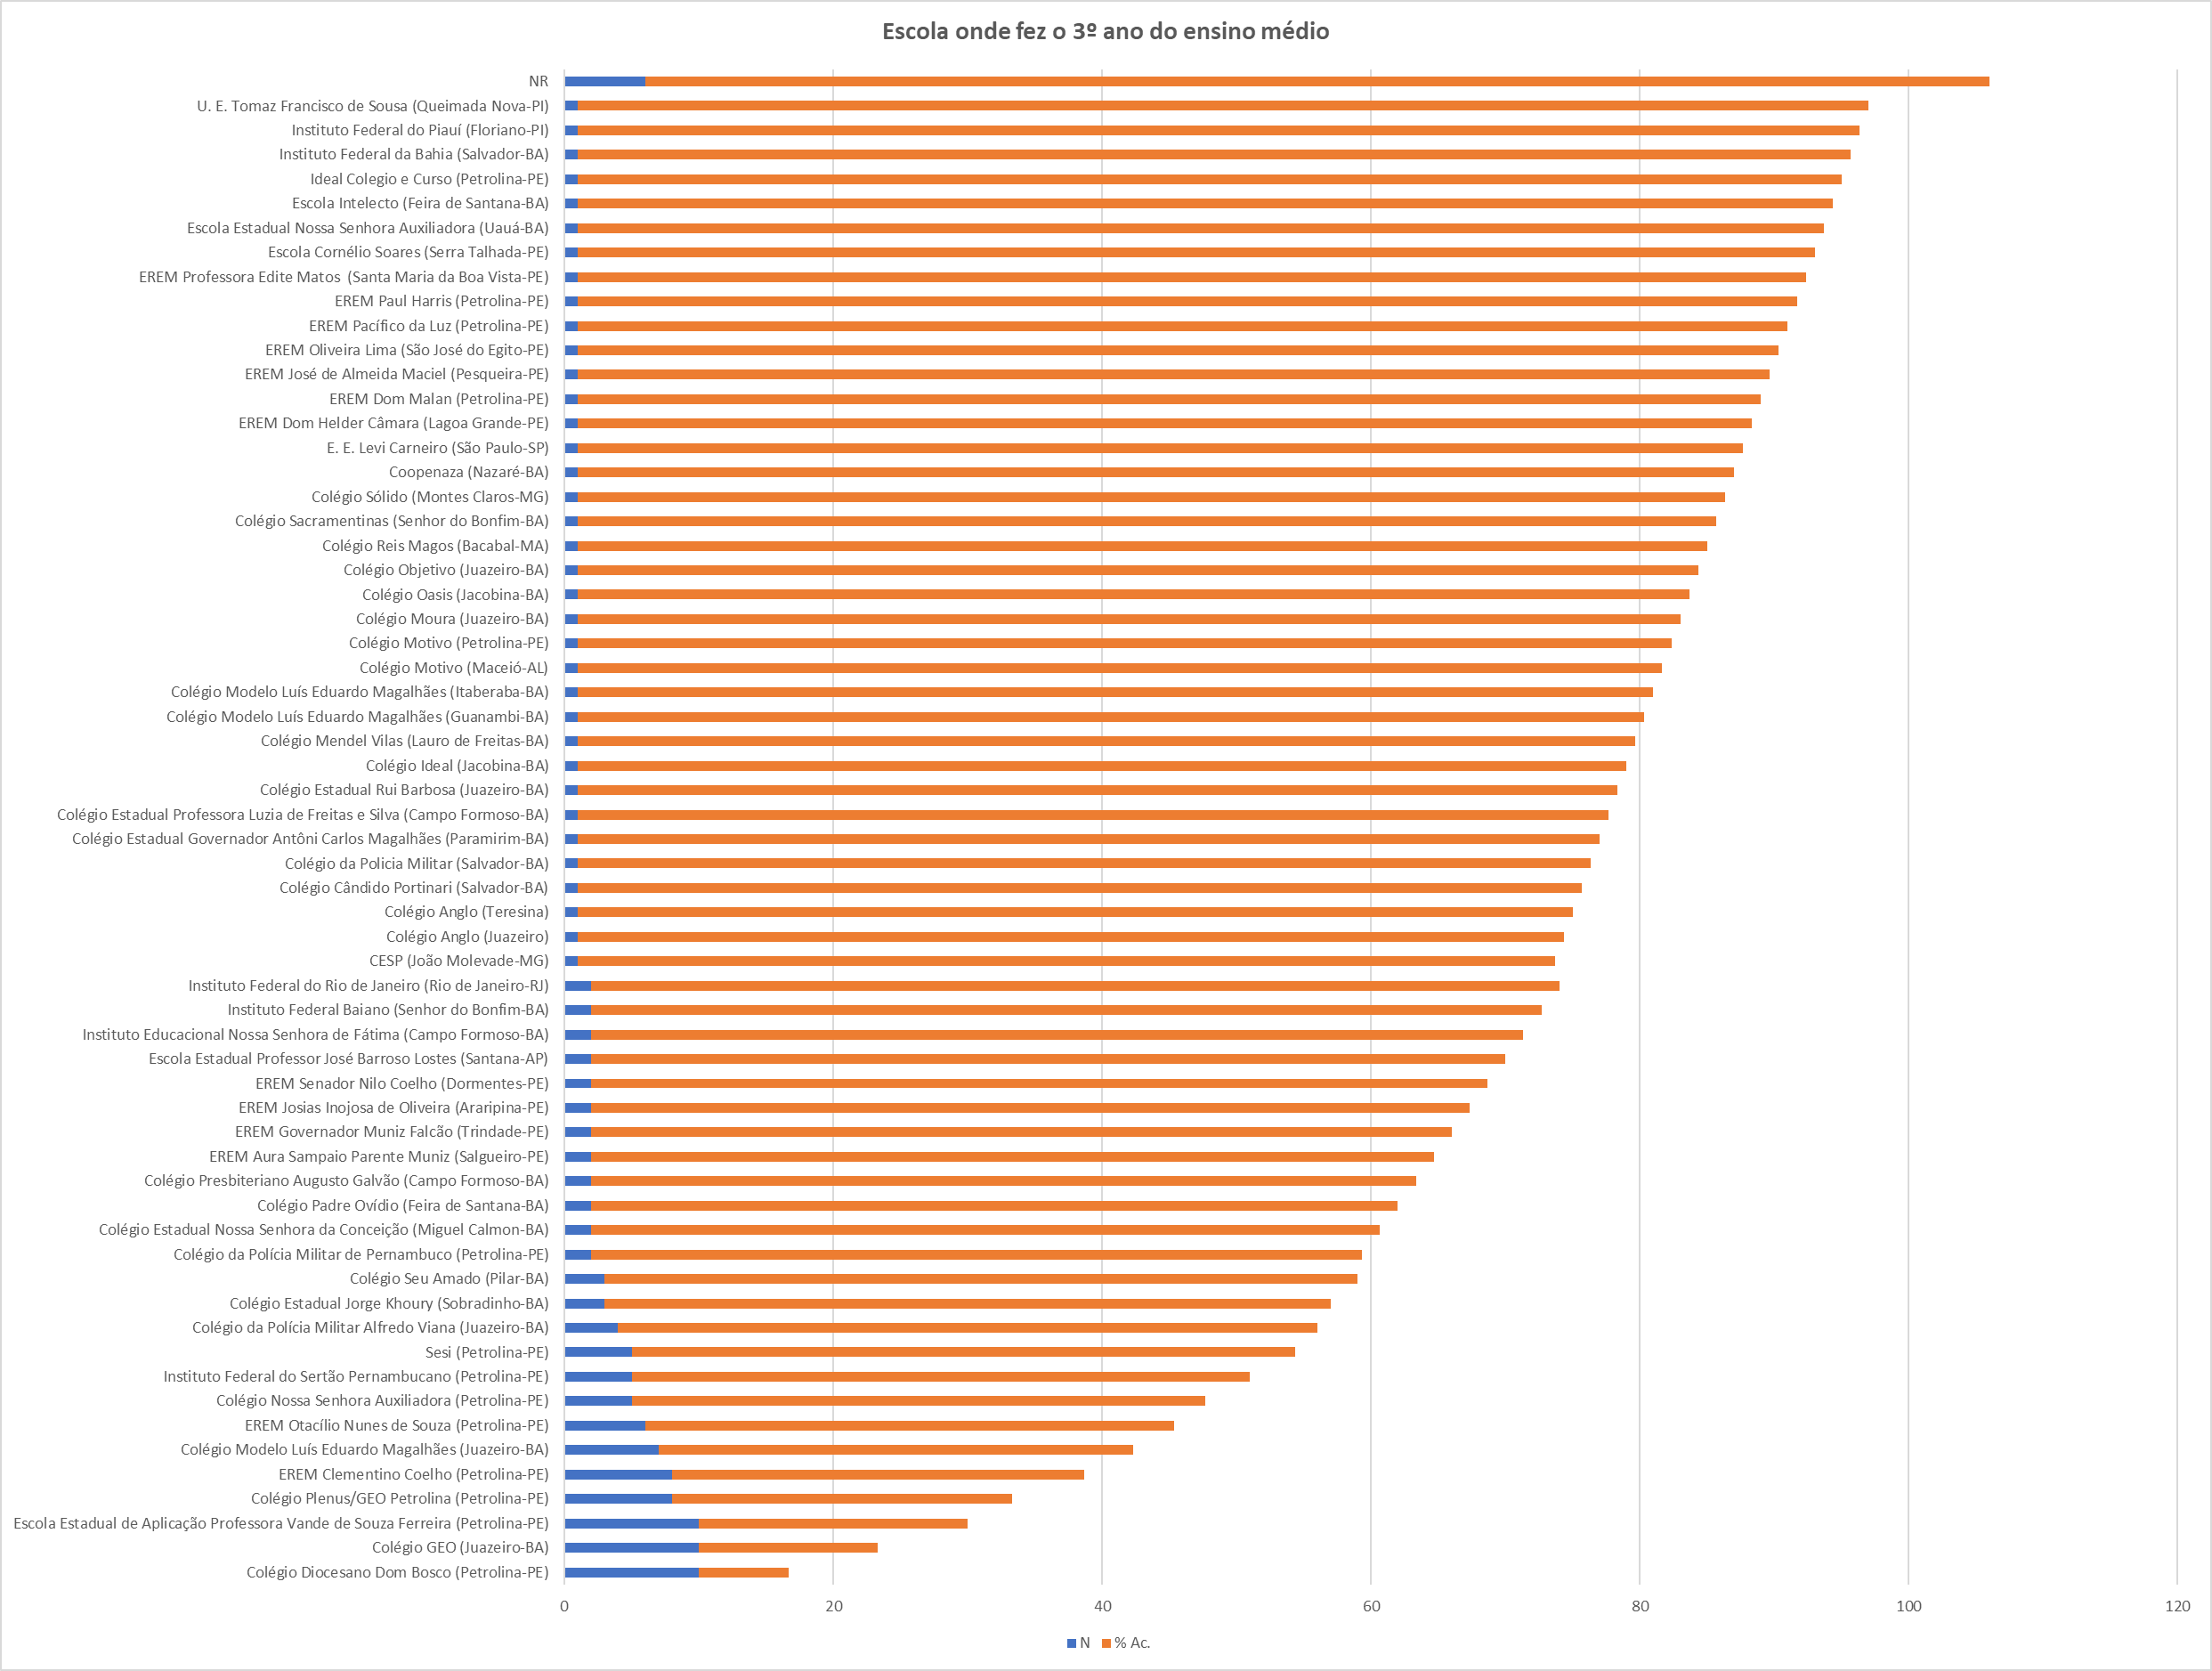 Escola onde fez o 3º ano do ensino médio
NR
U. E. Tomaz Francisco de Sousa (Queimada Nova-PI)
Instituto Federal do Piauí (Floriano-PI)
Instituto Federal da Bahia (Salvador-BA)
Ideal Colegio e Curso (Petrolina-PE)
Escola Intelecto (Feira de Santana-BA)
Escola Estadual Nossa Senhora Auxiliadora (Uauá-BA)
Escola Cornélio Soares (Serra Talhada-PE)
EREM Professora Edite Matos  (Santa Maria da Boa Vista-PE)
EREM Paul Harris (Petrolina-PE)
EREM Pacífico da Luz (Petrolina-PE)
EREM Oliveira Lima (São José do Egito-PE)
EREM José de Almeida Maciel (Pesqueira-PE)
EREM Dom Malan (Petrolina-PE)
EREM Dom Helder Câmara (Lagoa Grande-PE)
E. E. Levi Carneiro (São Paulo-SP)
Coopenaza (Nazaré-BA)
Colégio Sólido (Montes Claros-MG)
Colégio Sacramentinas (Senhor do Bonfim-BA)
Colégio Reis Magos (Bacabal-MA)
Colégio Objetivo (Juazeiro-BA)
Colégio Oasis (Jacobina-BA)
Colégio Moura (Juazeiro-BA)
Colégio Motivo (Petrolina-PE)
Colégio Motivo (Maceió-AL)
Colégio Modelo Luís Eduardo Magalhães (Itaberaba-BA)
Colégio Modelo Luís Eduardo Magalhães (Guanambi-BA)
Colégio Mendel Vilas (Lauro de Freitas-BA)
Colégio Ideal (Jacobina-BA)
Colégio Estadual Rui Barbosa (Juazeiro-BA)
Colégio Estadual Professora Luzia de Freitas e Silva (Campo Formoso-BA)
Colégio Estadual Governador Antôni Carlos Magalhães (Paramirim-BA)
Colégio da Policia Militar (Salvador-BA)
Colégio Cândido Portinari (Salvador-BA)
Colégio Anglo (Teresina)
Colégio Anglo (Juazeiro)
CESP (João Molevade-MG)
Instituto Federal do Rio de Janeiro (Rio de Janeiro-RJ)
Instituto Federal Baiano (Senhor do Bonfim-BA)
Instituto Educacional Nossa Senhora de Fátima (Campo Formoso-BA)
Escola Estadual Professor José Barroso Lostes (Santana-AP)
EREM Senador Nilo Coelho (Dormentes-PE)
EREM Josias Inojosa de Oliveira (Araripina-PE)
EREM Governador Muniz Falcão (Trindade-PE)
EREM Aura Sampaio Parente Muniz (Salgueiro-PE)
Colégio Presbiteriano Augusto Galvão (Campo Formoso-BA)
Colégio Padre Ovídio (Feira de Santana-BA)
Colégio Estadual Nossa Senhora da Conceição (Miguel Calmon-BA)
Colégio da Polícia Militar de Pernambuco (Petrolina-PE)
Colégio Seu Amado (Pilar-BA)
Colégio Estadual Jorge Khoury (Sobradinho-BA)
Colégio da Polícia Militar Alfredo Viana (Juazeiro-BA)
Sesi (Petrolina-PE)
Instituto Federal do Sertão Pernambucano (Petrolina-PE)
Colégio Nossa Senhora Auxiliadora (Petrolina-PE)
EREM Otacílio Nunes de Souza (Petrolina-PE)
Colégio Modelo Luís Eduardo Magalhães (Juazeiro-BA)
EREM Clementino Coelho (Petrolina-PE)
Colégio Plenus/GEO Petrolina (Petrolina-PE)
Escola Estadual de Aplicação Professora Vande de Souza Ferreira (Petrolina-PE)
Colégio GEO (Juazeiro-BA)
Colégio Diocesano Dom Bosco (Petrolina-PE)
0 20 40 60 80 100 120
N % Ac.